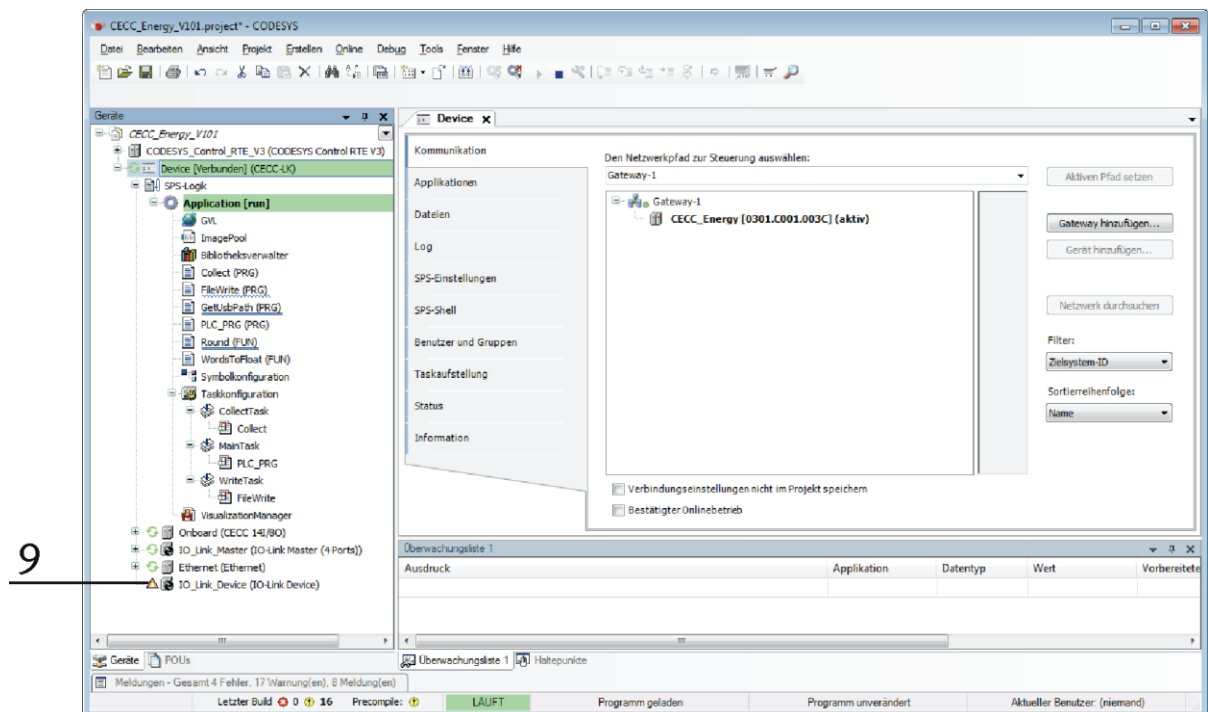 CECC_Energy_V101.project* - CODESYS
Datei Bearbeiten Ansicht Projekt Erstellen Online Debug Tools Fenster Hilfe
Geräte
CECC_Energy_V101
CODESYS_Control_RTE_V3 (CODESYS Control RTE V3)
Device [Verbunden] (CECC-LK)
SPS-Logik
Application [run]
GVL
ImagePool
Bibliotheksverwalter
Collect (PRG)
FileWrite (PRG)
GetUsbPath (PRG)
PLC_PRG (PRG)
Round (FUN)
WordsToFloat (FUN)
Symbolkonfiguration
Taskkonfiguration
CollectTask
Collect
MainTask
PLC_PRG
WriteTask
FileWrite
VisualizationManager
Onboard (CECC 14I/8O)
IO_Link_Master (IO-Link Master (4 Ports))
Ethernet (Ethernet)
IO_Link_Device (IO-Link Device)
9
Geräte POUs
Device
Kommunikation
Applikationen
Dateien
Log
SPS-Einstellungen
SPS-Shell
Benutzer und Gruppen
Taskaufstellung
Status
Information
Den Netzwerkpfad zur Steuerung auswählen:
Gateway-1
Gateway-1
CECC_Energy [0301.C001.003C] (aktiv)
Aktiven Pfad setzen
Gateway hinzufügen...
Gerät hinzufügen...
Netzwerk durchsuchen
Filter:
Zielsystem-ID
Sortierreihenfolge:
Name
Verbindungseinstellungen nicht im Projekt speichern
Bestätigter Onlinebetrieb
Überwachungsliste 1
Ausdruck Applikation Datentyp Wert Vorbereitete
Überwachungsliste 1 Haltepunkte
Meldungen - Gesamt 4 Fehler, 17 Warnung(en), 8 Meldung(en)
Letzter Build 0 16 Precompile: LÄUFT Programm geladen Programm unverändert Aktueller Benutzer: (niemand)